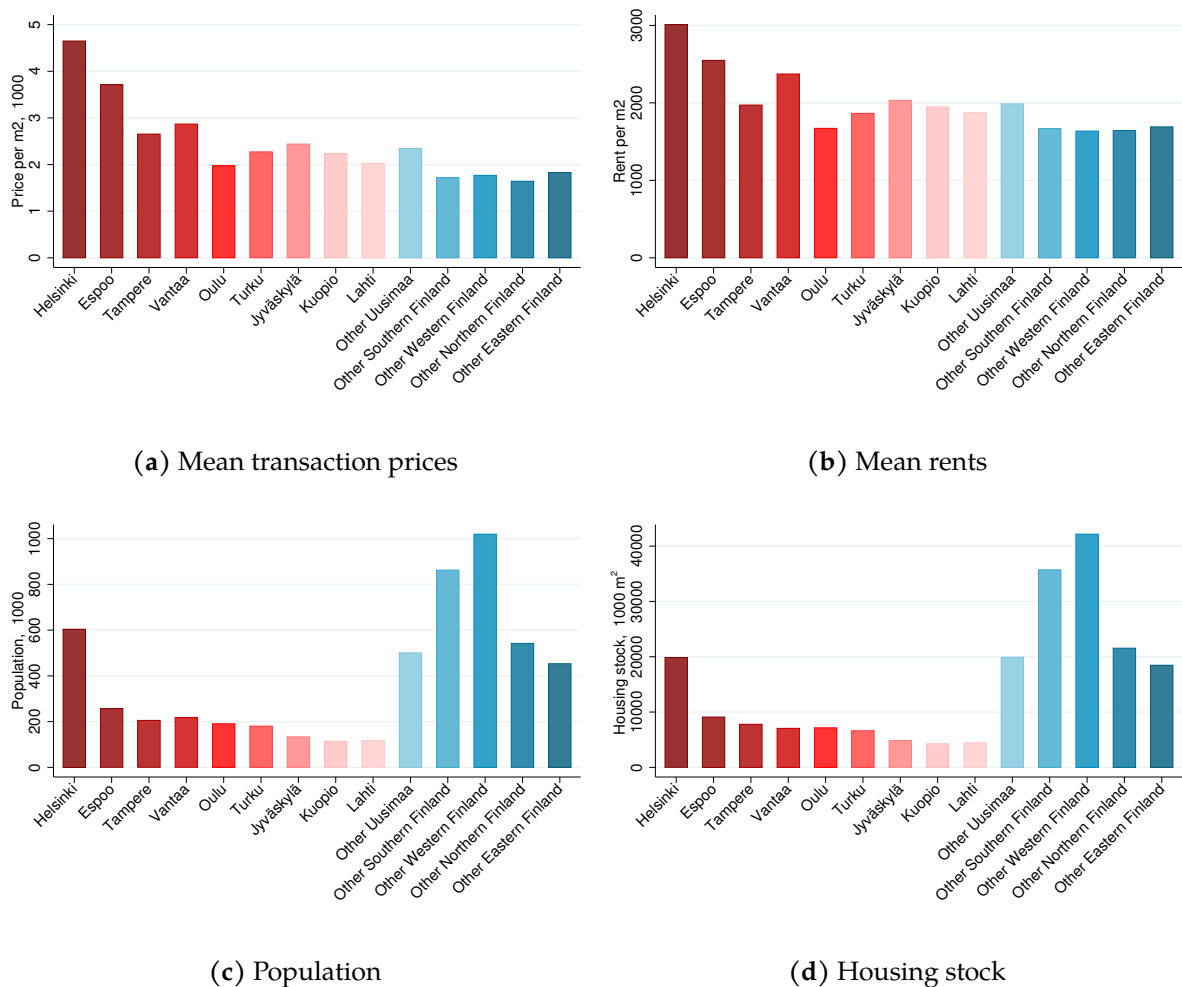 Price per m2, 1000
0
1
2
3
4
5
Helsinki
Espoo
Tampere
Vantaa
Oulu
Turku
Jyväskylä
Kuopio
Lahti
Other Uusimaa
Other Southern Finland
Other Western Finland
Other Northern Finland
Other Eastern Finland
(a) Mean transaction prices
Rent per m2
0
1000
2000
3000
Helsinki
Espoo
Tampere
Vantaa
Oulu
Turku
Jyväskylä
Kuopio
Lahti
Other Uusimaa
Other Southern Finland
Other Western Finland
Other Northern Finland
Other Eastern Finland
(b) Mean rents
Population, 1000
0
200
400
600
800
1000
Helsinki
Espoo
Tampere
Vantaa
Oulu
Turku
Jyväskylä
Kuopio
Lahti
Other Uusimaa
Other Southern Finland
Other Western Finland
Other Northern Finland
Other Eastern Finland
(c) Population
Housing stock, 1000 m²
0
10000
20000
30000
40000
Helsinki
Espoo
Tampere
Vantaa
Oulu
Turku
Jyväskylä
Kuopio
Lahti
Other Uusimaa
Other Southern Finland
Other Western Finland
Other Northern Finland
Other Eastern Finland
(d) Housing stock